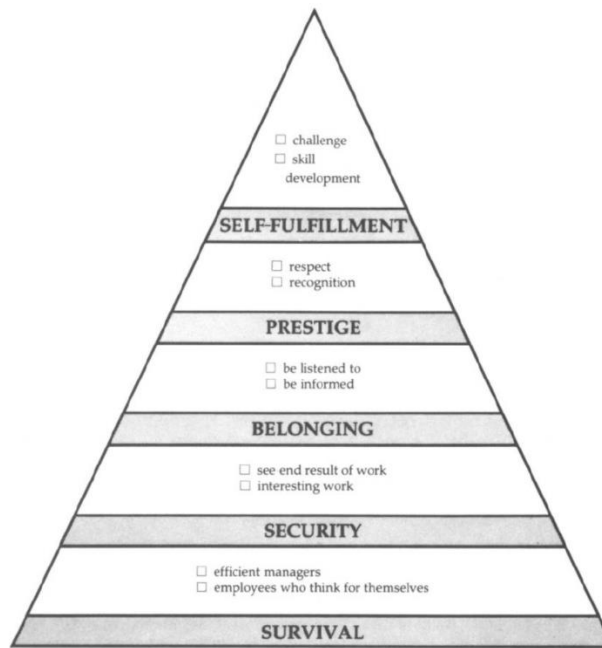 ☐ challenge
☐ skill
development
SELF-FULFILLMENT
☐ respect
☐ recognition
PRESTIGE
☐ be listened to
☐ be informed
BELONGING
☐ see end result of work
☐ interesting work
SECURITY
☐ efficient managers
☐ employees who think for themselves
SURVIVAL